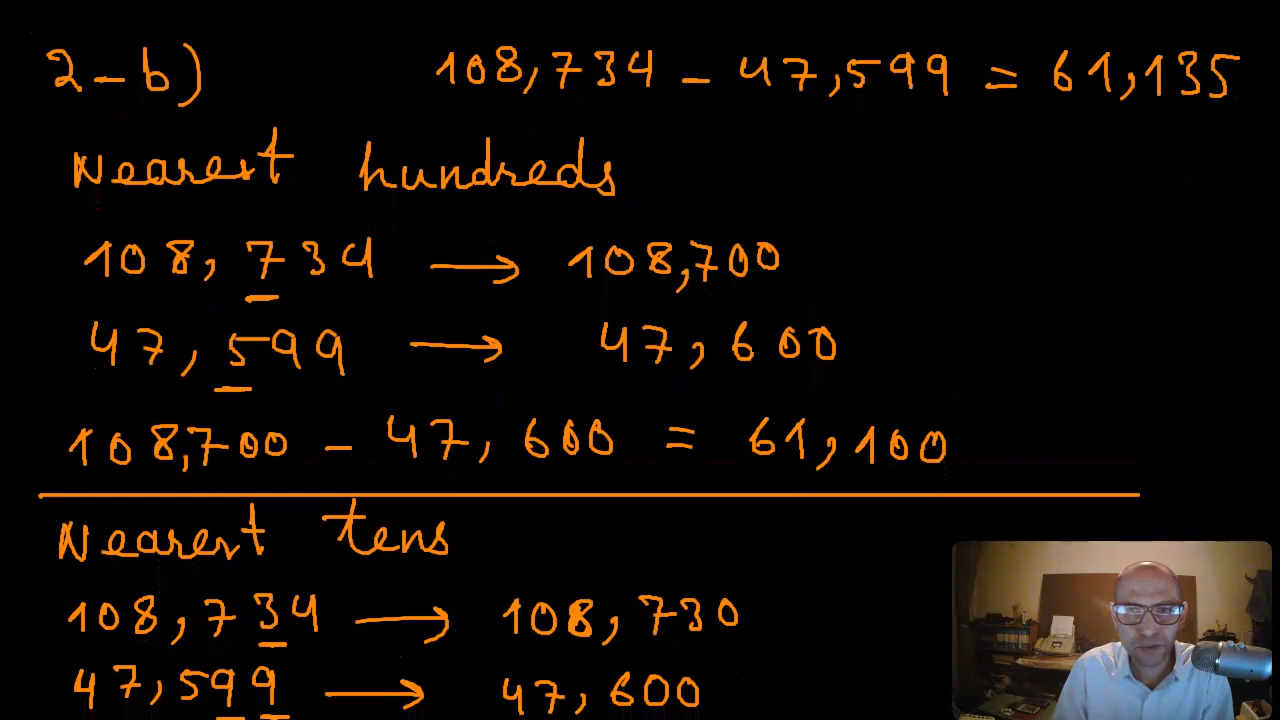 2-b) 108,734 - 47,599 = 61,135
Nearest hundreds
108,734 → 108,700
47,599 → 47,600
108,700 - 47,600 = 61,100
Nearest tens
108,734 → 108,730
47,599 → 47,600